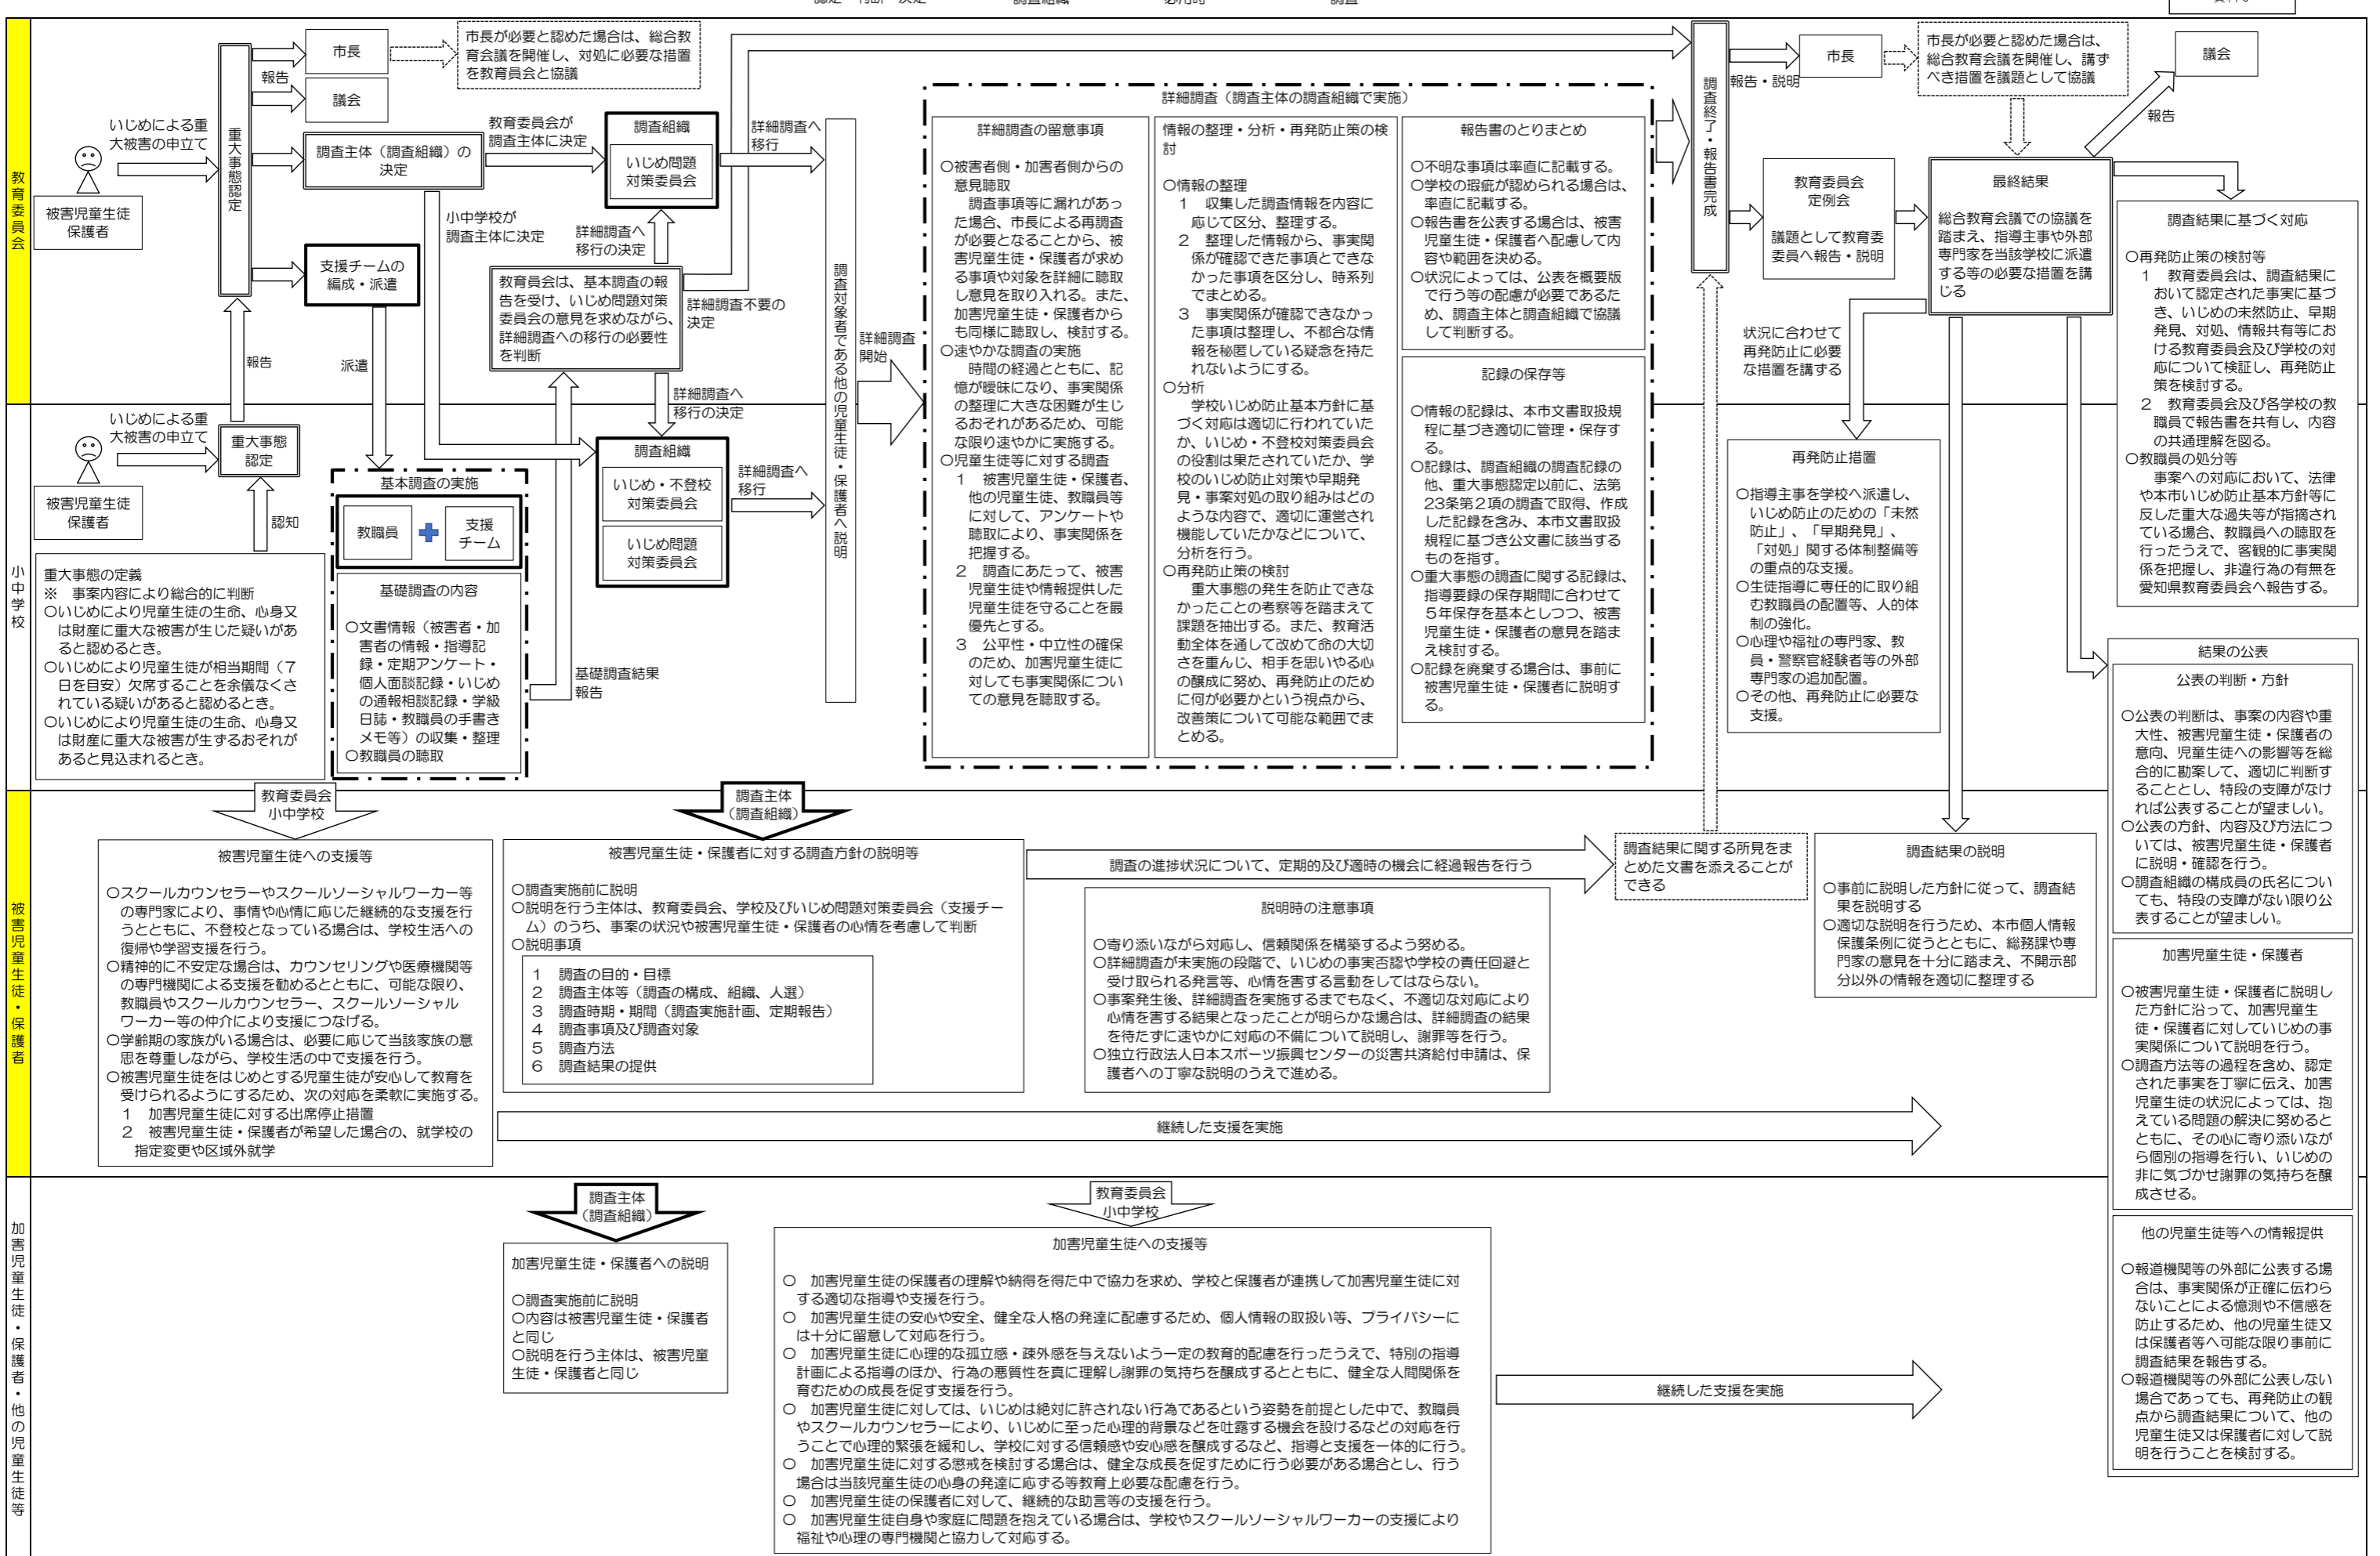 教育委員会
いじめによる重
大被害の申立て
被害児童生徒
保護者
重大事態認定
報告
市長
議会
市長が必要と認めた場合は、総合教
育会議を開催し、対処に必要な措置
を教育員会と協議
調査主体（調査組織）の
決定
教育委員会が
調査主体に決定
調査組織
いじめ問題
対策委員会
詳細調査へ
移行
小中学校が
調査主体に決定
詳細調査へ
移行の決定
支援チームの
編成・派遣
教育員会は、基本調査の報
告を受け、いじめ問題対策
委員会の意見を求めながら、
詳細調査への移行の必要性
を判断
詳細調査不要の
決定
報告
派遣
詳細調査へ
移行の決定
調査対象者である他の児童生徒・保護者へ説明
詳細調査
開始
詳細調査（調査主体の調査組織で実施）
詳細調査の留意事項
〇被害者側・加害者側からの
意見聴取
調査事項等に漏れがあっ
た場合、市長による再調査
が必要となることから、被
害児童生徒・保護者が求め
る事項や対象を詳細に聴取
し意見を取り入れる。また、
加害児童生徒・保護者から
も同様に聴取し、検討する。
〇速やかな調査の実施
時間の経過とともに、記
憶が曖昧になり、事実関係
の整理に大きな困難が生じ
るおそれがあるため、可能
な限り速やかに実施する。
〇児童生徒等に対する調査
１　被害児童生徒・保護者、
他の児童生徒、教職員等
に対して、アンケートや
聴取により、事実関係を
把握する。
２　調査にあたって、被害
児童生徒や情報提供した
児童生徒を守ることを最
優先とする。
３　公平性・中立性の確保
のため、加害児童生徒に
対しても事実関係につい
ての意見を聴取する。
情報の整理・分析・再発防止策の検
討
〇情報の整理
１　収集した調査情報を内容に
応じて区分、整理する。
２　整理した情報から、事実関
係が確認できた事項とできな
かった事項を区分し、時系列
でまとめる。
３　事実関係が確認できなかっ
た事項は整理し、不都合な情
報を秘匿している疑念を持た
れないようにする。
〇分析
学校いじめ防止基本方針に基
づく対応は適切に行われていた
か、いじめ・不登校対策委員会
の役割は果たされていたか、学
校のいじめ防止対策や早期発
見・事案対処の取り組みはどの
ような内容で、適切に運営され
機能していたかなどについて、
分析を行う。
〇再発防止策の検討
重大事態の発生を防止できな
かったことの考察等を踏まえて
課題を抽出する。また、教育活
動全体を通して改めて命の大切
さを重んじ、相手を思いやる心
の醸成に努め、再発防止のため
に何が必要かという視点から、
改善策について可能な範囲でま
とめる。
報告書のとりまとめ
〇不明な事項は率直に記載する。
〇学校の瑕疵が認められる場合は、
率直に記載する。
〇報告書を公表する場合は、被害
児童生徒・保護者へ配慮して内
容や範囲を決める。
〇状況によっては、公表を概要版
で行う等の配慮が必要であるた
め、調査主体と調査組織で協議
して判断する。
記録の保存等
〇情報の記録は、本市文書取扱規
程に基づき適切に管理・保存す
る。
〇記録は、調査組織の調査記録の
他、重大事態認定以前に、法第
23条第２項の調査で取得、作成
した記録を含み、本市文書取扱
規程に基づき公文書に該当する
ものを指す。
〇重大事態の調査に関する記録は、
指導要録の保存期間に合わせて
５年保存を基本としつつ、被害
児童生徒・保護者の意見を踏ま
え検討する。
〇記録を廃棄する場合は、事前に
被害児童生徒・保護者に説明す
る。
調査終了・報告書完成
報告・説明
市長
市長が必要と認めた場合は、
総合教育会議を開催し、講ず
べき措置を議題として協議
議会
報告
教育委員会
定例会
議題として教育委
委員へ報告・説明
最終結果
総合教育会議での協議を
踏まえ、指導主事や外部
専門家を当該学校に派遣
する等の必要な措置を講
じる
状況に合わせて
再発防止に必要
な措置を講する
調査結果に基づく対応
〇再発防止策の検討等
１　教育委員会は、調査結果に
おいて認定された事実に基づ
き、いじめの未然防止、早期
発見、対処、情報共有等にお
ける教育委員会及び学校の対
応について検証し、再発防止
策を検討する。
２　教育委員会及び各学校の教
職員で報告書を共有し、内容
の共通理解を図る。
〇教職員の処分等
事案への対応において、法律
や本市いじめ防止基本方針等に
反した重大な過失等が指摘され
ている場合、教職員への聴取を
行ったうえで、客観的に事実関
係を把握し、非違行為の有無を
愛知県教育委員会へ報告する。
小中学校
いじめによる重
大被害の申立て
被害児童生徒
保護者
重大事態
認定
認知
重大事態の定義
※　事案内容により総合的に判断
〇いじめにより児童生徒の生命、心身又
は財産に重大な被害が生じた疑いがあ
ると認めるとき。
〇いじめにより児童生徒が相当期間（７
日を目安）欠席することを余儀なくさ
れている疑いがあると認めるとき。
〇いじめにより児童生徒の生命、心身又
は財産に重大な被害が生ずるおそれが
あると見込まれるとき。
基本調査の実施
教職員
支援
チーム
基礎調査の内容
〇文書情報（被害者・加
害者の情報・指導記
録・定期アンケート・
個人面談記録・いじめ
の通報相談記録・学級
日誌・教職員の手書き
メモ等）の収集・整理
〇教職員の聴取
基礎調査結果
報告
調査組織
いじめ・不登校
対策委員会
いじめ問題
対策委員会
詳細調査へ
移行
再発防止措置
〇指導主事を学校へ派遣し、
いじめ防止のための「未然
防止」、「早期発見」、
「対処」関する体制整備等
の重点的な支援。
〇生徒指導に専任的に取り組
む教職員の配置等、人的体
制の強化。
〇心理や福祉の専門家、教
員・警察官経験者等の外部
専門家の追加配置。
〇その他、再発防止に必要な
支援。
結果の公表
公表の判断・方針
〇公表の判断は、事案の内容や重
大性、被害児童生徒・保護者の
意向、児童生徒への影響等を総
合的に勘案して、適切に判断す
ることとし、特段の支障がなけ
れば公表することが望ましい。
〇公表の方針、内容及び方法につ
いては、被害児童生徒・保護者
に説明・確認を行う。
〇調査組織の構成員の氏名につい
ても、特段の支障がない限り公
表することが望ましい。
加害児童生徒・保護者
〇被害児童生徒・保護者に説明し
た方針に沿って、加害児童生
徒・保護者に対していじめの事
実関係について説明を行う。
〇調査方法等の過程を含め、認定
された事実を丁寧に伝え、加害
児童生徒の状況によっては、抱
えている問題の解決に努めると
ともに、その心に寄り添いなが
ら個別の指導を行い、いじめの
非に気づかせ謝罪の気持ちを醸
成させる。
他の児童生徒等への情報提供
〇報道機関等の外部に公表する場
合は、事実関係が正確に伝わら
ないことによる憶測や不信感を
防止するため、他の児童生徒又
は保護者等へ可能な限り事前に
調査結果を報告する。
〇報道機関等の外部に公表しない
場合であっても、再発防止の観
点から調査結果について、他の
児童生徒又は保護者に対して説
明を行うことを検討する。
被害児童生徒・保護者
教育委員会
小中学校
被害児童生徒への支援等
〇スクールカウンセラーやスクールソーシャルワーカー等
の専門家により、事情や心情に応じた継続的な支援を行
うとともに、不登校となっている場合は、学校生活への
復帰や学習支援を行う。
〇精神的に不安定な場合は、カウンセリングや医療機関等
の専門機関による支援を勧めるとともに、可能な限り、
教職員やスクールカウンセラー、スクールソーシャル
ワーカー等の仲介により支援につなげる。
〇学齢期の家族がいる場合は、必要に応じて当該家族の意
思を尊重しながら、学校生活の中で支援を行う。
〇被害児童生徒をはじめとする児童生徒が安心して教育を
受けられるようにするため、次の対応を柔軟に実施する。
１　加害児童生徒に対する出席停止措置
２　被害児童生徒・保護者が希望した場合の、就学校の
指定変更や区域外就学
調査主体
（調査組織）
被害児童生徒・保護者に対する調査方針の説明等
〇調査実施前に説明
〇説明を行う主体は、教育委員会、学校及びいじめ問題対策委員会（支援チー
ム）のうち、事案の状況や被害児童生徒・保護者の心情を考慮して判断
〇説明事項
１　調査の目的・目標
２　調査主体等（調査の構成、組織、人選）
３　調査時期・期間（調査実施計画、定期報告）
４　調査事項及び調査対象
５　調査方法
６　調査結果の提供
調査の進捗状況について、定期的及び適時の機会に経過報告を行う
説明時の注意事項
〇寄り添いながら対応し、信頼関係を構築するよう努める。
〇詳細調査が未実施の段階で、いじめの事実否認や学校の責任回避と
受け取られる発言等、心情を害する言動をしてはならない。
〇事案発生後、詳細調査を実施するまでもなく、不適切な対応により
心情を害する結果となったことが明らかな場合は、詳細調査の結果
を待たずに速やかに対応の不備について説明し、謝罪等を行う。
〇独立行政法人日本スポーツ振興センターの災害共済給付申請は、保
護者への丁寧な説明のうえで進める。
調査結果に関する所見をま
とめた文書を添えることが
できる
調査結果の説明
〇事前に説明した方針に従って、調査結
果を説明する
〇適切な説明を行うため、本市個人情報
保護条例に従うとともに、総務課や専
門家の意見を十分に踏まえ、不開示部
分以外の情報を適切に整理する
継続した支援を実施
加害児童生徒・保護者・他の児童生徒等
調査主体
（調査組織）
加害児童生徒・保護者への説明
〇調査実施前に説明
〇内容は被害児童生徒・保護者
と同じ
〇説明を行う主体は、被害児童
生徒・保護者と同じ
教育委員会
小中学校
加害児童生徒への支援等
〇　加害児童生徒の保護者の理解や納得を得た中で協力を求め、学校と保護者が連携して加害児童生徒に対
する適切な指導や支援を行う。
〇　加害児童生徒の安心や安全、健全な人格の発達に配慮するため、個人情報の取扱い等、プライバシーに
は十分に留意して対応を行う。
〇　加害児童生徒に心理的な孤立感・疎外感を与えないよう一定の教育的配慮を行ったうえで、特別の指導
計画による指導のほか、行為の悪質性を真に理解し謝罪の気持ちを醸成するとともに、健全な人間関係を
育むための成長を促す支援を行う。
〇　加害児童生徒に対しては、いじめは絶対に許されない行為であるという姿勢を前提とした中で、教職員
やスクールカウンセラーにより、いじめに至った心理的背景などを吐露する機会を設けるなどの対応を行
うことで心理的緊張を緩和し、学校に対する信頼感や安心感を醸成するなど、指導と支援を一体的に行う。
〇　加害児童生徒に対する懲戒を検討する場合は、健全な成長を促すために行う必要がある場合とし、行う
場合は当該児童生徒の心身の発達に応ずる等教育上必要な配慮を行う。
〇　加害児童生徒の保護者に対して、継続的な助言等の支援を行う。
〇　加害児童生徒自身や家庭に問題を抱えている場合は、学校やスクールソーシャルワーカーの支援により
福祉や心理の専門機関と協力して対応する。
継続した支援を実施